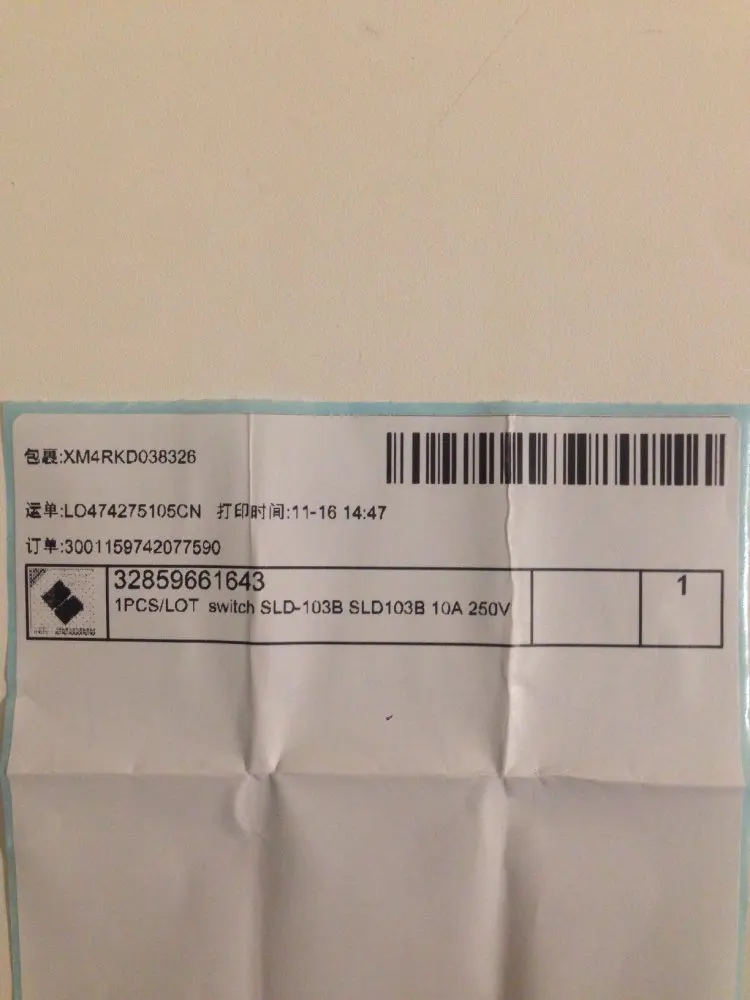 包裹:XM4RKD038326
运单:LO474275105CN 打印时间:11-16 14:47
订单:3001159742077590
32859661643
1PCS/LOT switch SLD-103B SLD103B 10A 250V
1